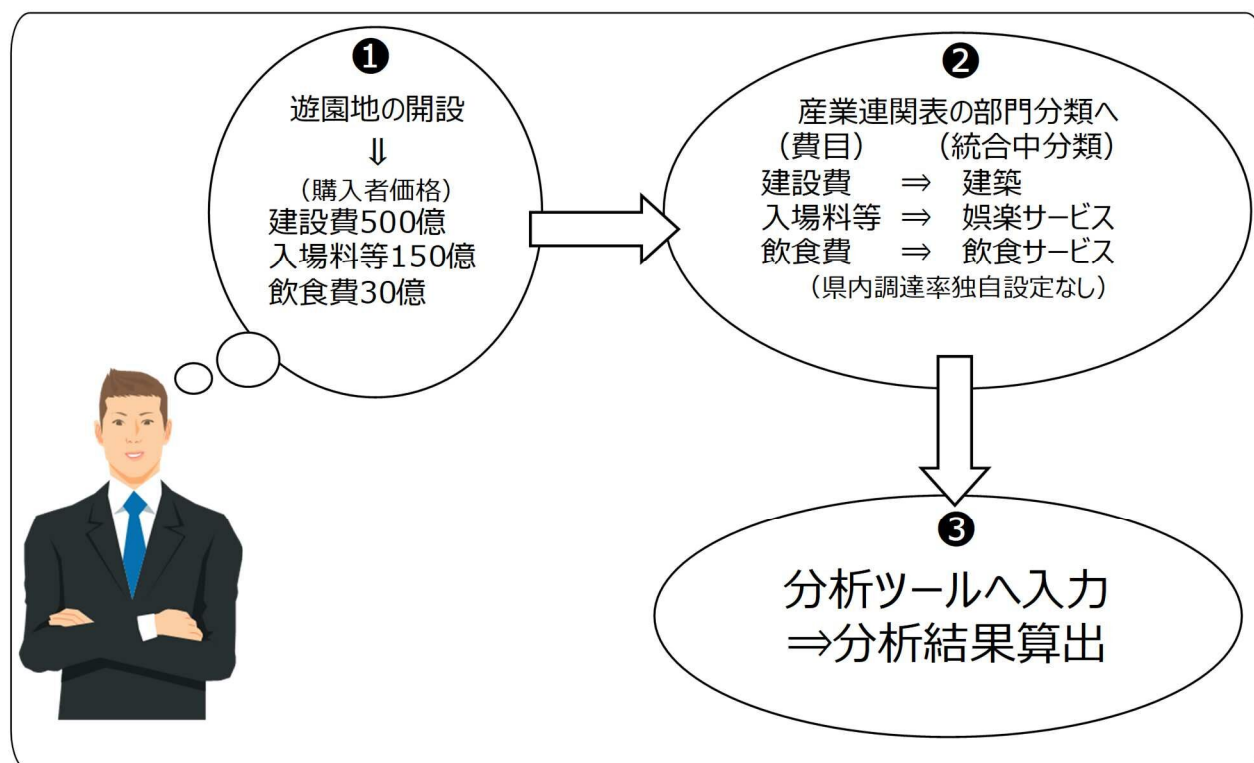 ❶
遊園地の開設
⇓
（購入者価格）
建設費500億
入場料等150億
飲食費30億
❷
産業連関表の部門分類へ
（費目） （統合中分類）
建設費 ⇒ 建築
入場料等 ⇒ 娯楽サービス
飲食費 ⇒ 飲食サービス
（県内調達率独自設定なし）
❸
分析ツールへ入力
⇒分析結果算出